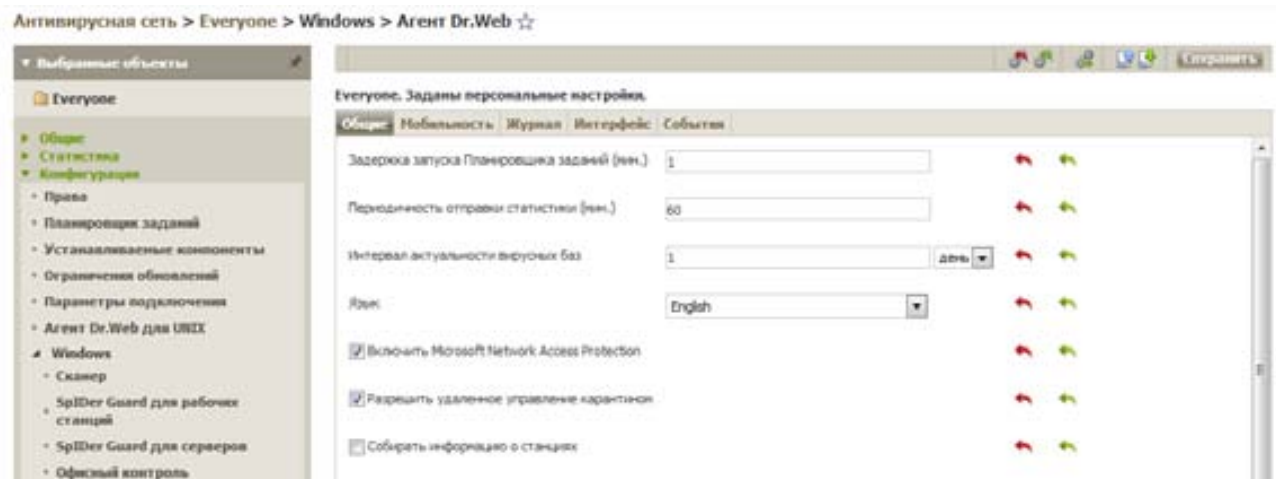 Антивирусная сеть > Everyone > Windows > Агент Dr.Web
Выбранные объекты
Сохранить
Everyone
Everyone. Заданы персональные настройки.
Общие Мобильность Журнал Интерфейс События
Общие
Статистика
Конфигурация
Права
Планировщик заданий
Устанавливаемые компоненты
Ограничения обновлений
Параметры подключения
Агент Dr.Web для UNIX
Windows
Сканер
SpIDer Guard для рабочих
станций
SpIDer Guard для серверов
Офисный контроль
Задержка запуска Планировщика заданий (мин.) 1
Периодичность отправки статистики (мин.) 60
Интервал актуальности вирусных баз 1 день
Язык English
Включить Microsoft Network Access Protection
Разрешить удаленное управление карантином
Собирать информацию о станциях